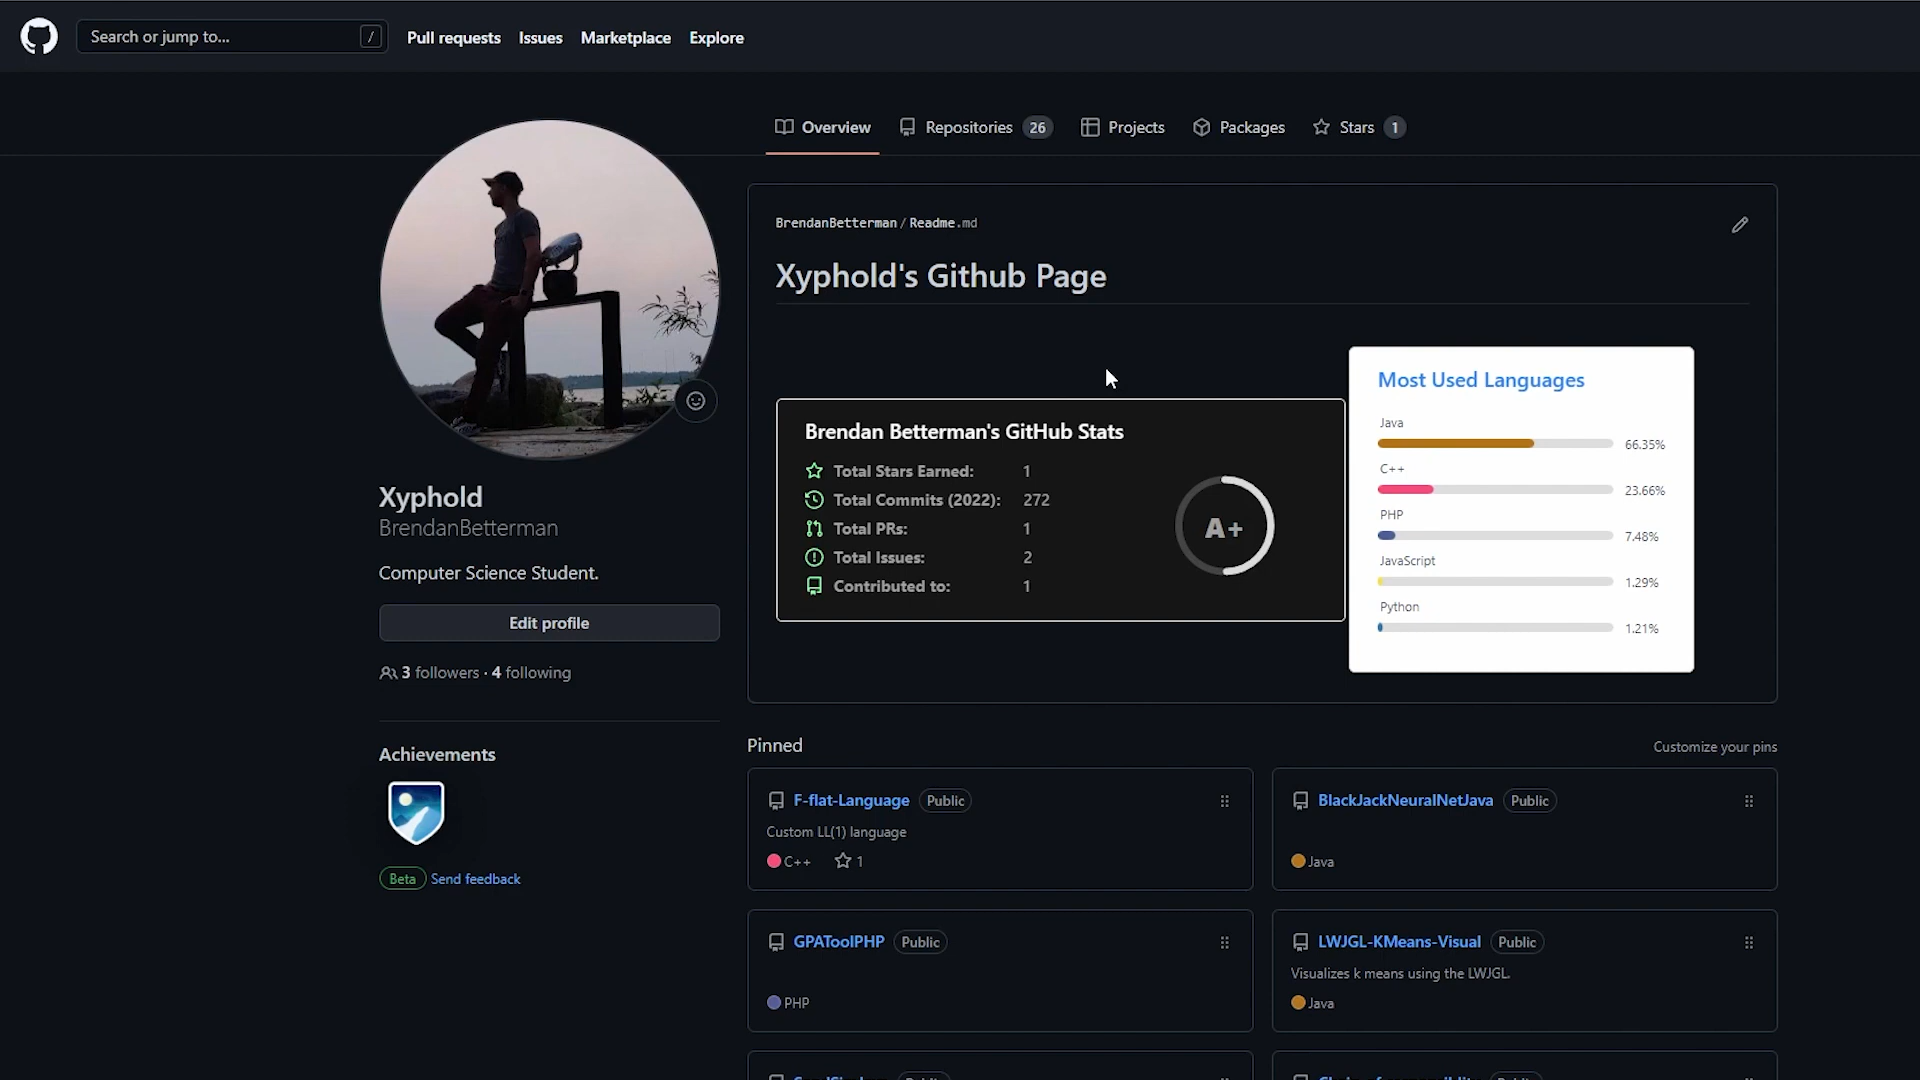 Search or jump to...
/
Pull requests
Issues
Marketplace
Explore
Overview
Repositories 26
Projects
Packages
Stars 1
Xyphold
BrendanBetterman
Computer Science Student.
Edit profile
3 followers · 4 following
Achievements
Beta Send feedback
BrendanBetterman / Readme.md
Xyphold's Github Page
Brendan Betterman's GitHub Stats
Total Stars Earned: 1
Total Commits (2022): 272
Total PRs: 1
Total Issues: 2
Contributed to: 1
A+
Most Used Languages
Java
66.35%
C++
23.66%
PHP
7.48%
JavaScript
1.29%
Python
1.21%
Pinned
Customize your pins
F-flat-Language Public
Custom LL(1) language
C++ 1
BlackJackNeuralNetJava Public
Java
GPAToolPHP Public
PHP
LWJGL-KMeans-Visual Public
Visualizes k means using the LWJGL.
Java